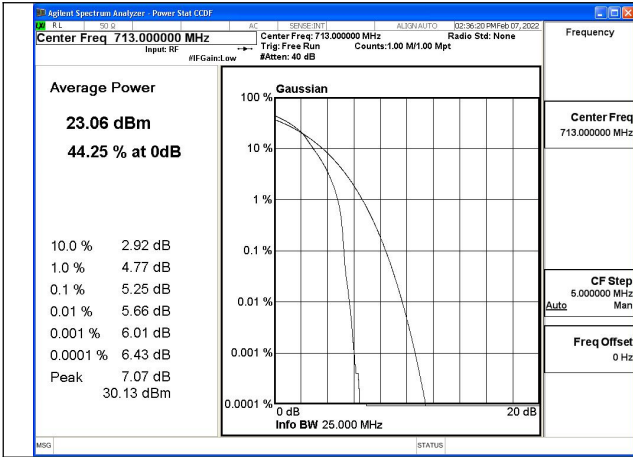 Agilent Spectrum Analyzer - Power Stat CCDF
RL 50 Ω AC SENSE:INT ALIGN AUTO 02:36:20 PM Feb 07, 2022
Center Freq 713.000000 MHz
Center Freq: 713.000000 MHz Radio Std: None
Input: RF Trig: Free Run Counts:1.00 M/1.00 Mpt
#IFGain:Low #Atten: 40 dB
Frequency
Average Power
23.06 dBm
44.25 % at 0dB
10.0 % 2.92 dB
1.0 % 4.77 dB
0.1 % 5.25 dB
0.01 % 5.66 dB
0.001 % 6.01 dB
0.0001 % 6.43 dB
Peak 7.07 dB
30.13 dBm
Gaussian
100 %
10 %
1 %
0.1 %
0.01 %
0.001 %
0.0001 %
0 dB 20 dB
Info BW 25.000 MHz
Center Freq
713.000000 MHz
CF Step
5.000000 MHz
Auto Man
Freq Offset
0 Hz
MSG STATUS